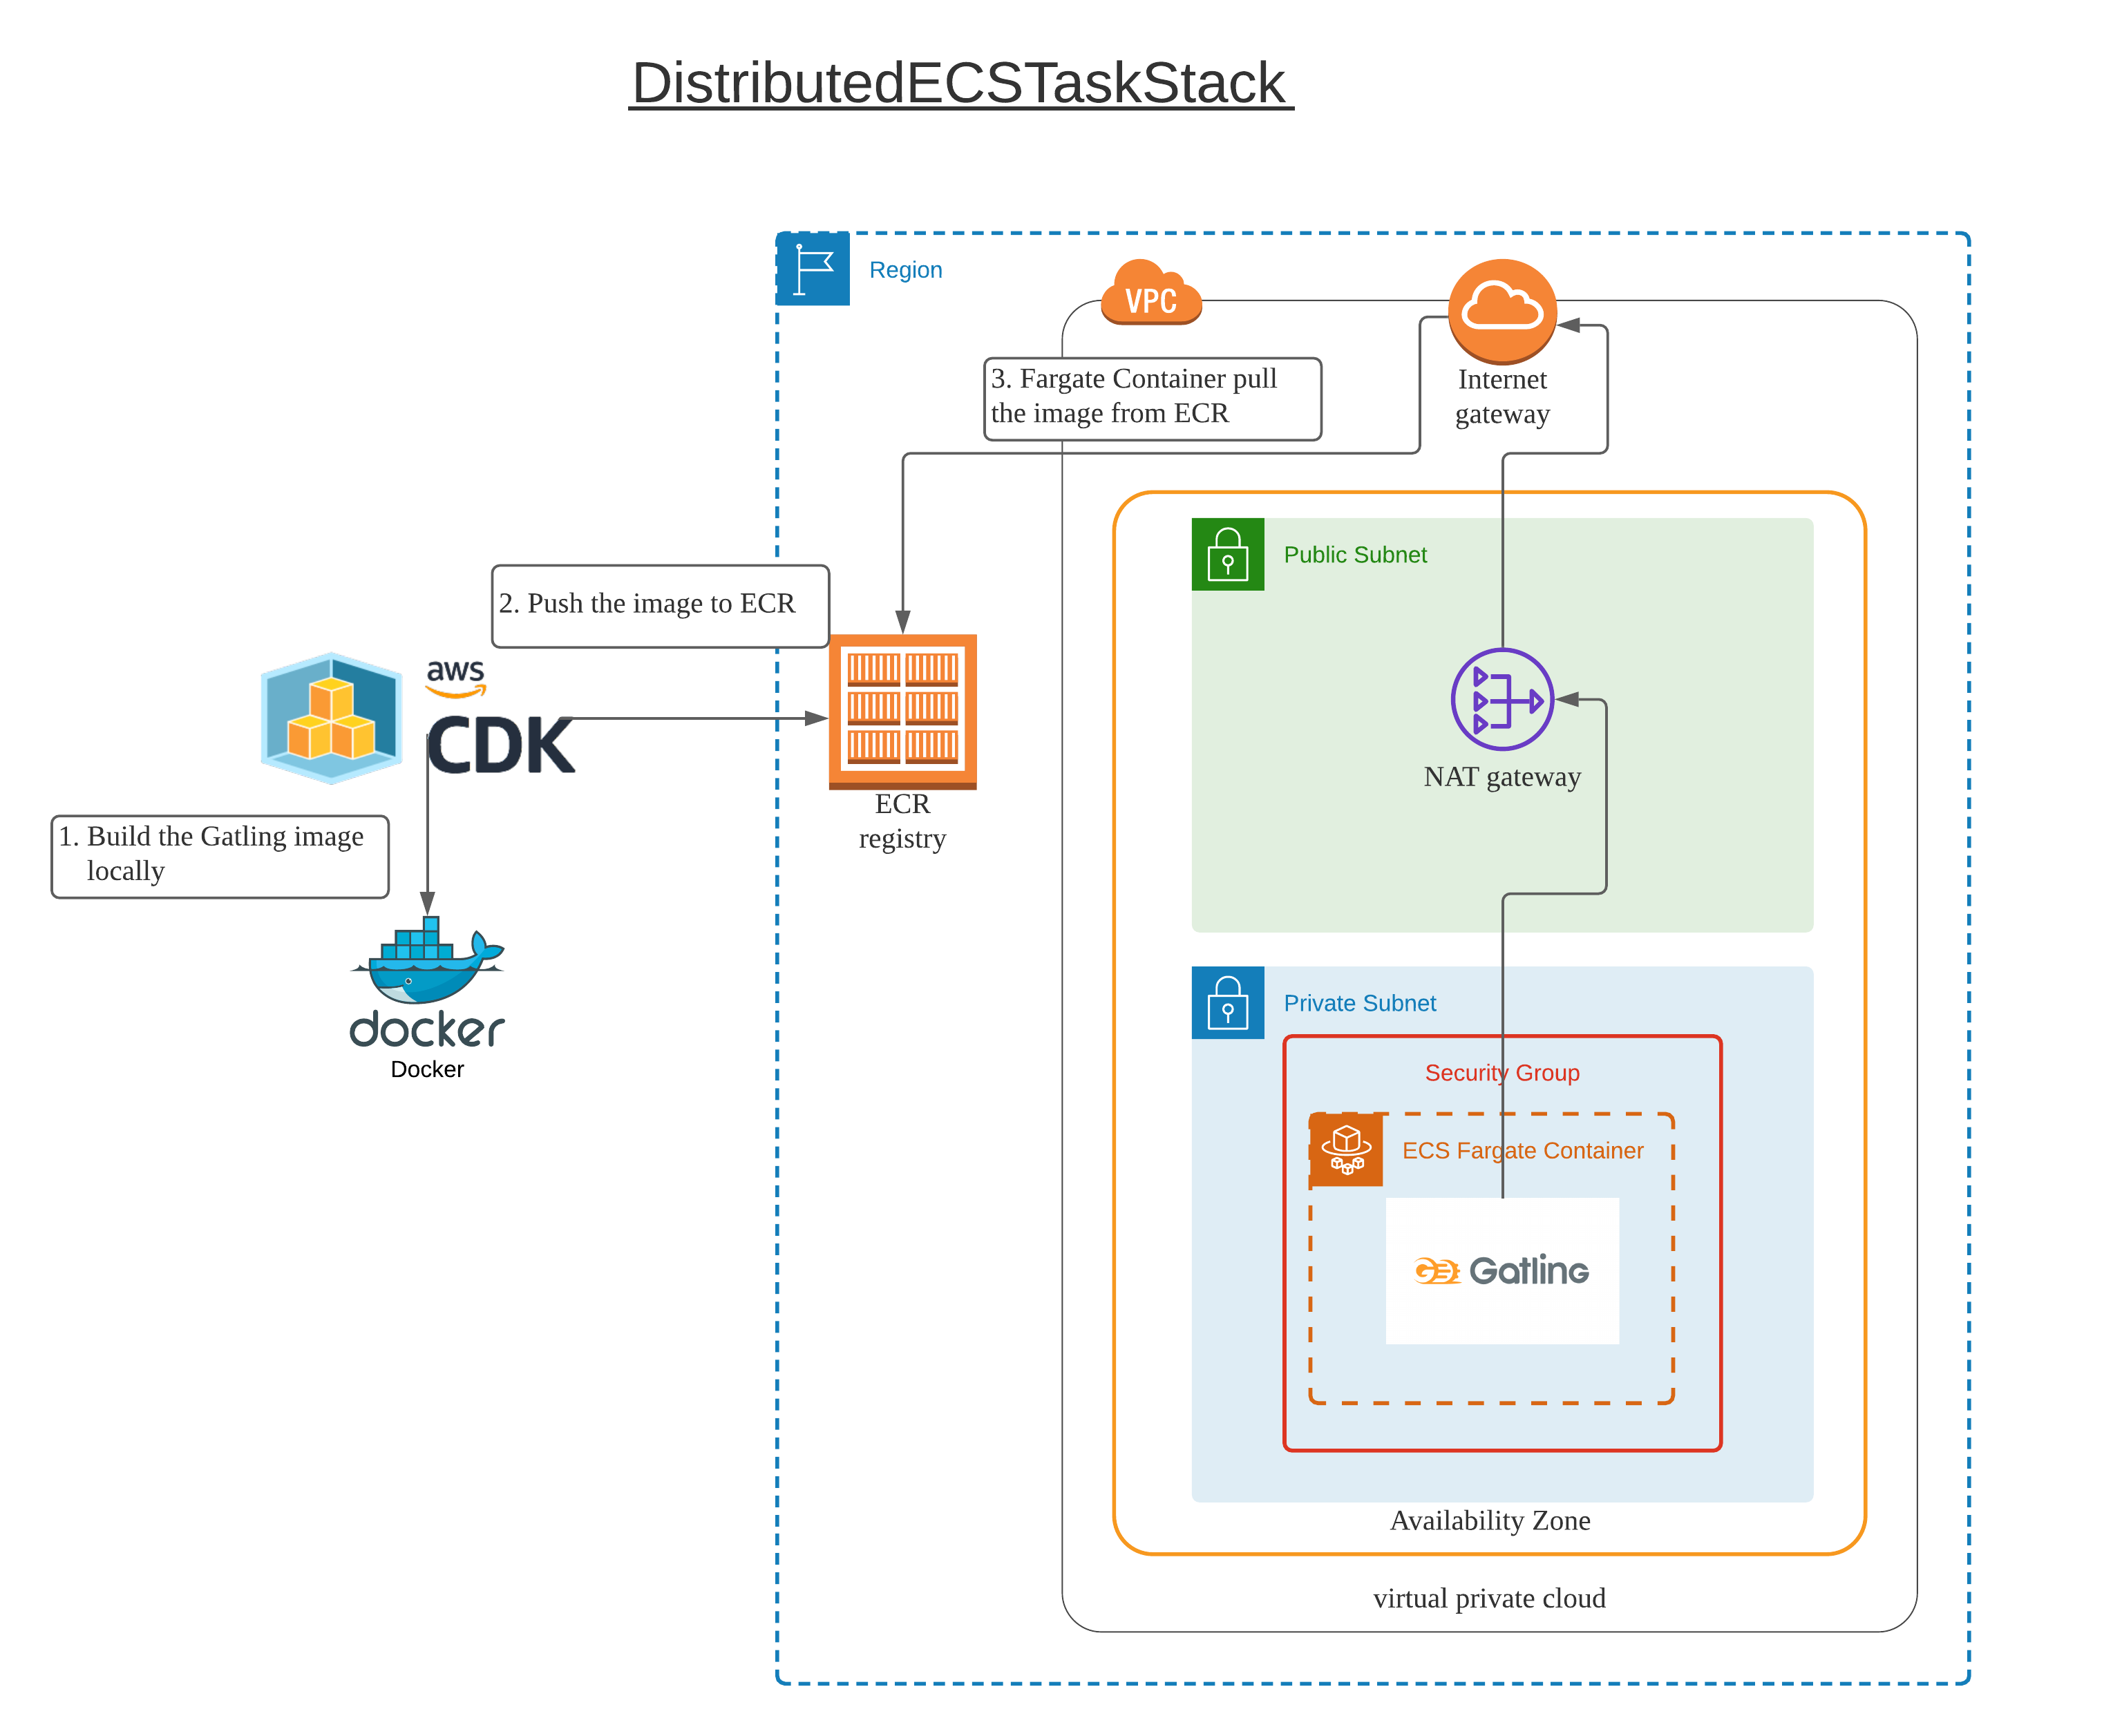 DistributedECSTaskStack
Region
VPC
3. Fargate Container pull
the image from ECR
Internet
gateway
Public Subnet
2. Push the image to ECR
aws
CDK
NAT gateway
ECR
registry
1. Build the Gatling image
locally
docker
Docker
Private Subnet
Security Group
ECS Fargate Container
Gatling
Availability Zone
virtual private cloud